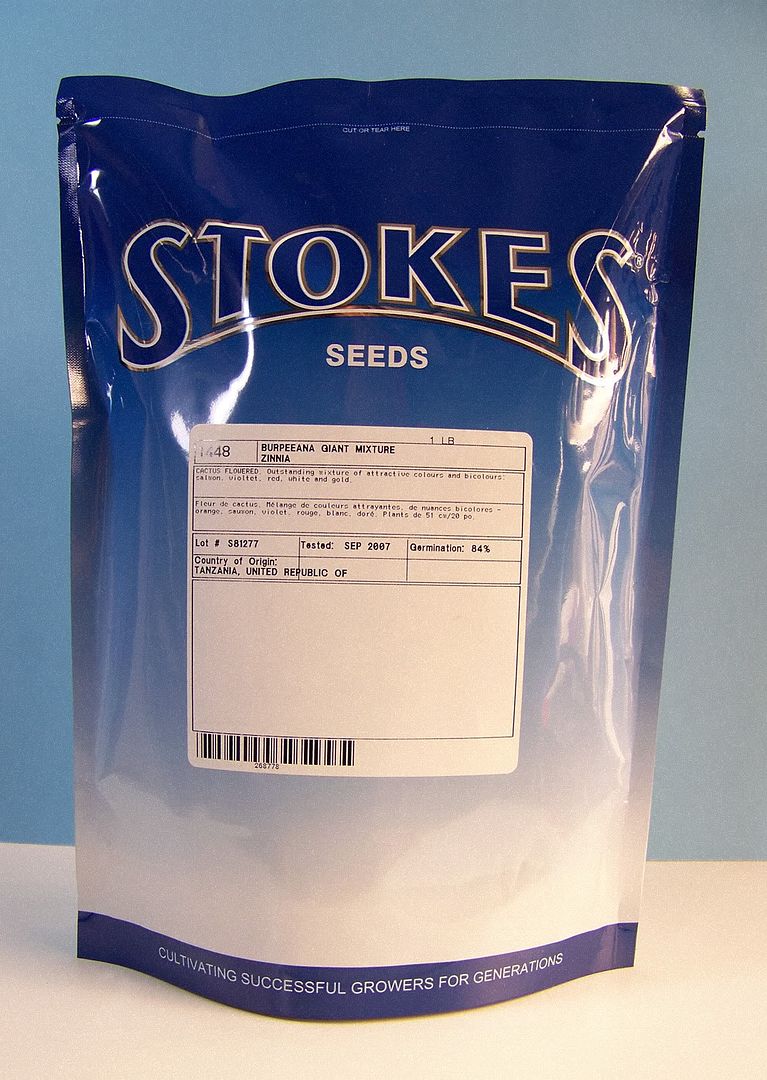 CUT OR TEAR HERE
STOKES®
SEEDS
1 LB
1448 BURPEEANA GIANT MIXTURE
ZINNIA
CACTUS FLOWERED. Outstanding mixture of attractive colours and bicolours:
salmon, violtet, red, white and gold.
Fleur de cactus. Mélange de couleurs attrayantes, de nuances bicolores -
orange, saumon, violet, rouge, blanc, doré. Plants de 51 cm/20 po.
Lot # S81277 Tested: SEP 2007 Germination: 84%
Country of Origin:
TANZANIA, UNITED REPUBLIC OF
268778
CULTIVATING SUCCESSFUL GROWERS FOR GENERATIONS